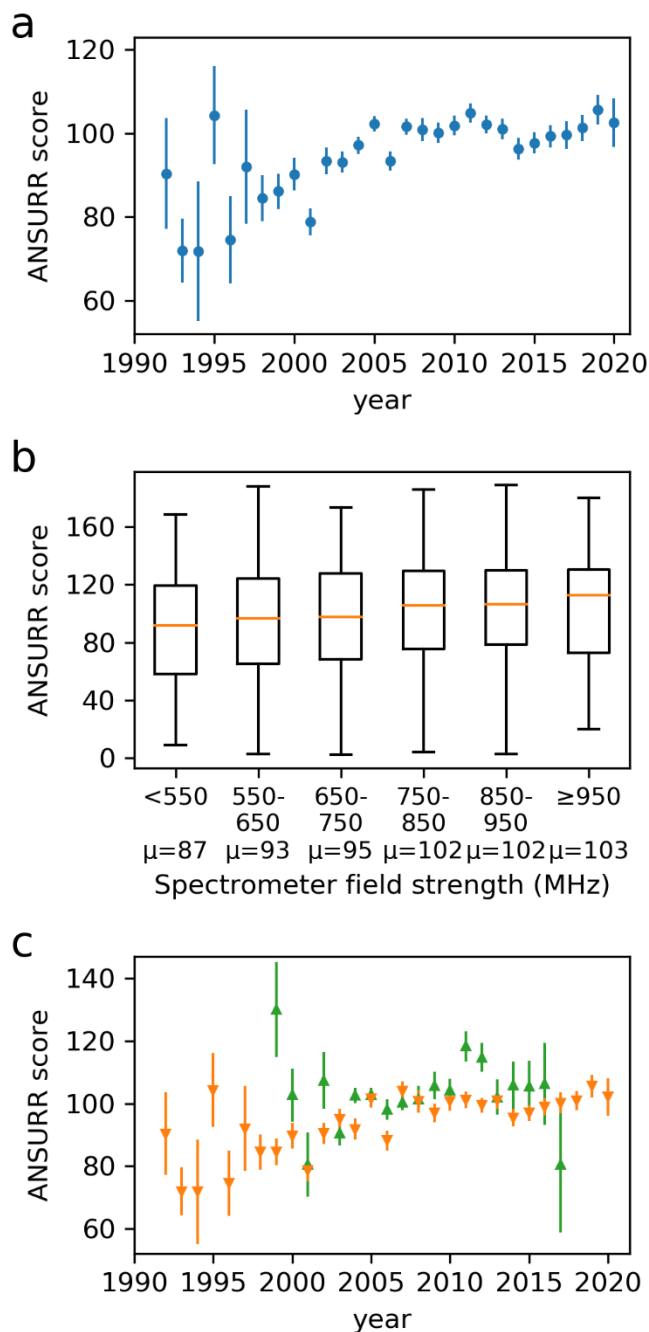 a
120
100
80
60
ANSURR score
1990 1995 2000 2005 2010 2015 2020
year
b
160
120
80
40
0
ANSURR score
<550 550- 650- 750- 850- ≥950
650 750 850 950
μ=87 μ=93 μ=95 μ=102 μ=102 μ=103
Spectrometer field strength (MHz)
c
140
120
100
80
60
ANSURR score
1990 1995 2000 2005 2010 2015 2020
year